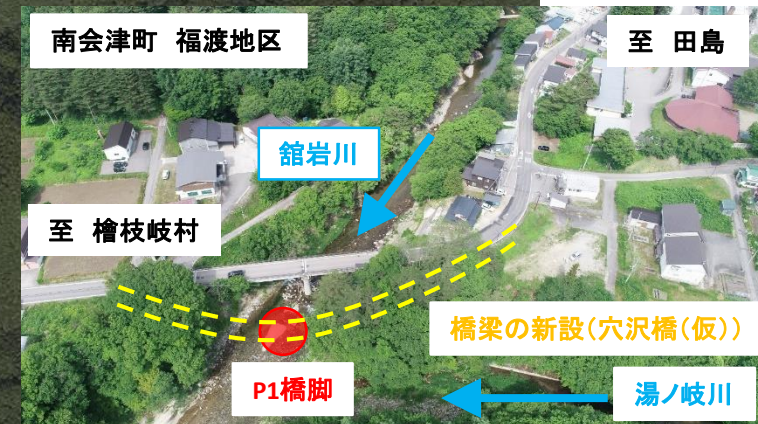 南会津町 福渡地区
至 田島
舘岩川
至 檜枝岐村
橋梁の新設(穴沢橋(仮))
P1橋脚
湯ノ岐川